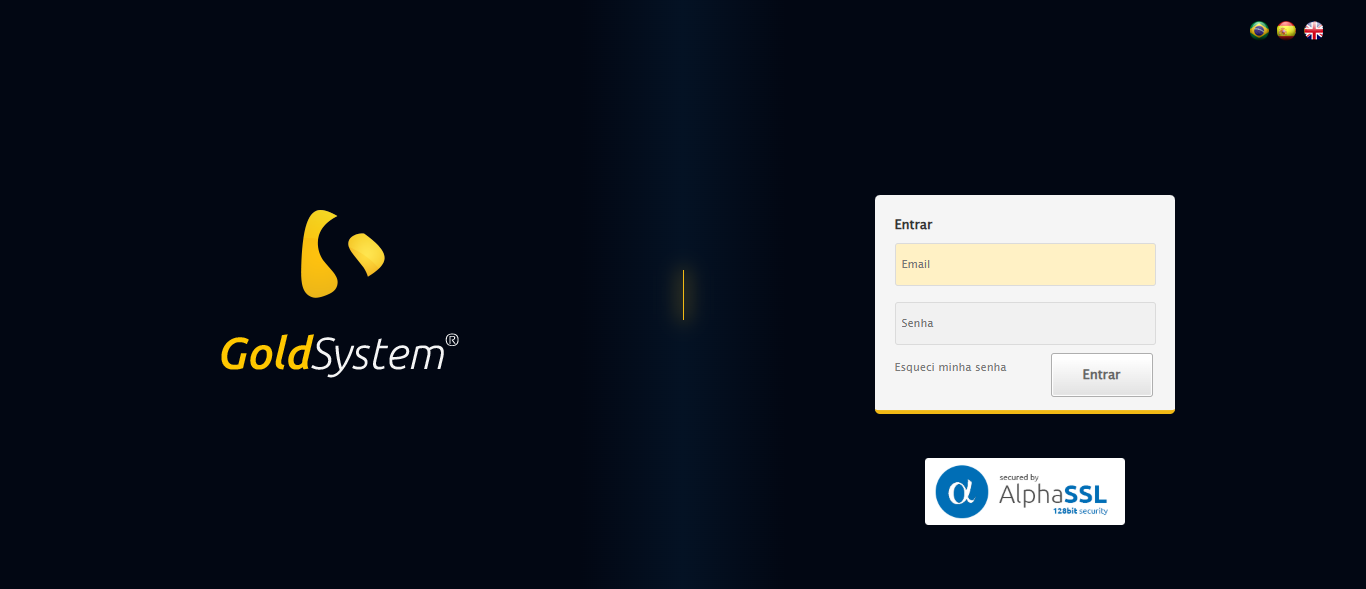 GoldSystem®
Entrar
Email
Senha
Esqueci minha senha
Entrar
secured by
α AlphaSSL
128bit security